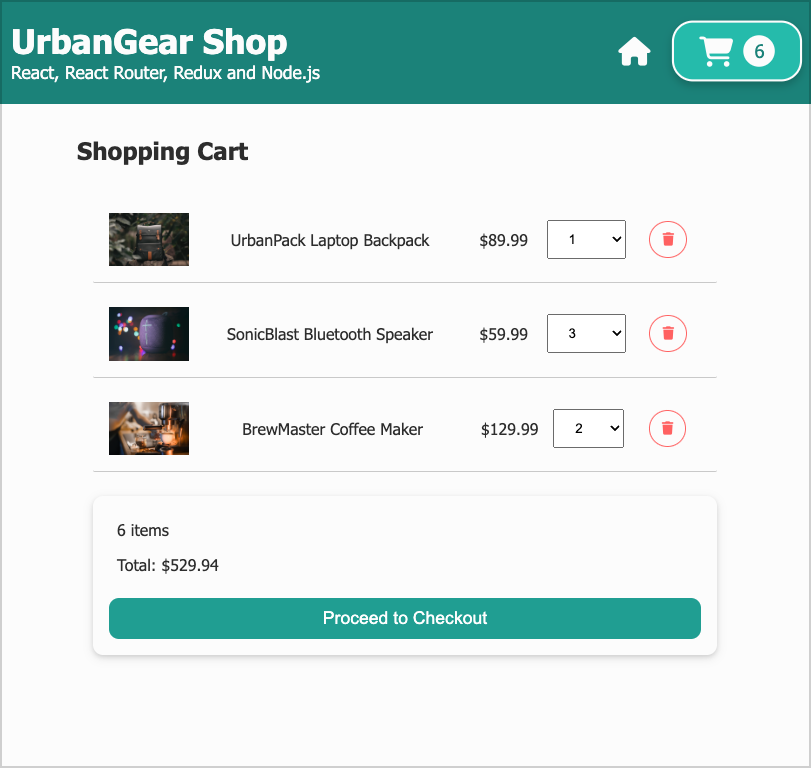 UrbanGear Shop
React, React Router, Redux and Node.js
6
Shopping Cart
UrbanPack Laptop Backpack $89.99 1
SonicBlast Bluetooth Speaker $59.99 3
BrewMaster Coffee Maker $129.99 2
6 items
Total: $529.94
Proceed to Checkout